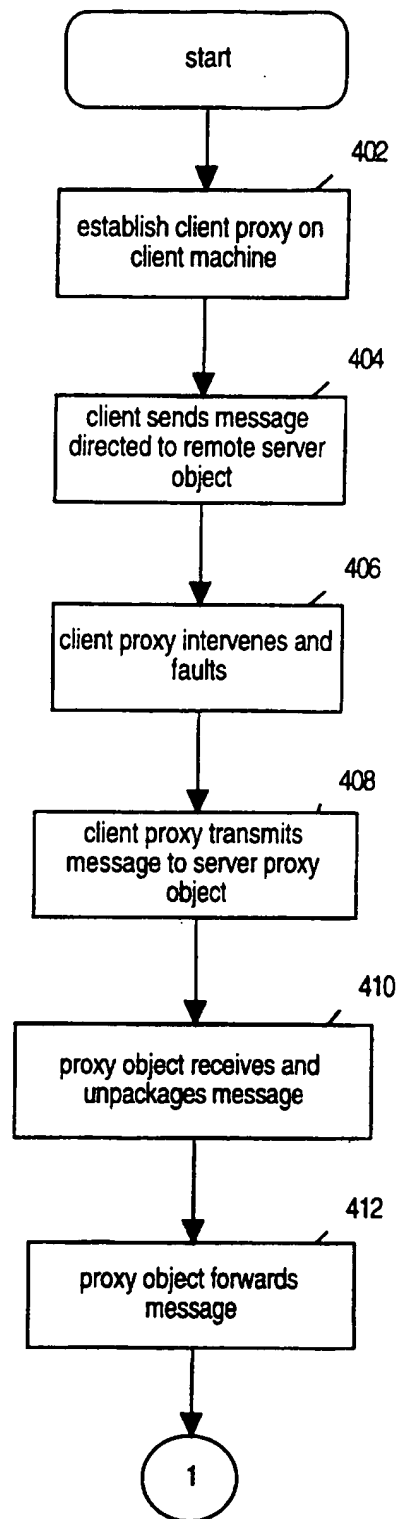 start
402
establish client proxy on
client machine
404
client sends message
directed to remote server
object
406
client proxy intervenes and
faults
408
client proxy transmits
message to server proxy
object
410
proxy object receives and
unpackages message
412
proxy object forwards
message
1